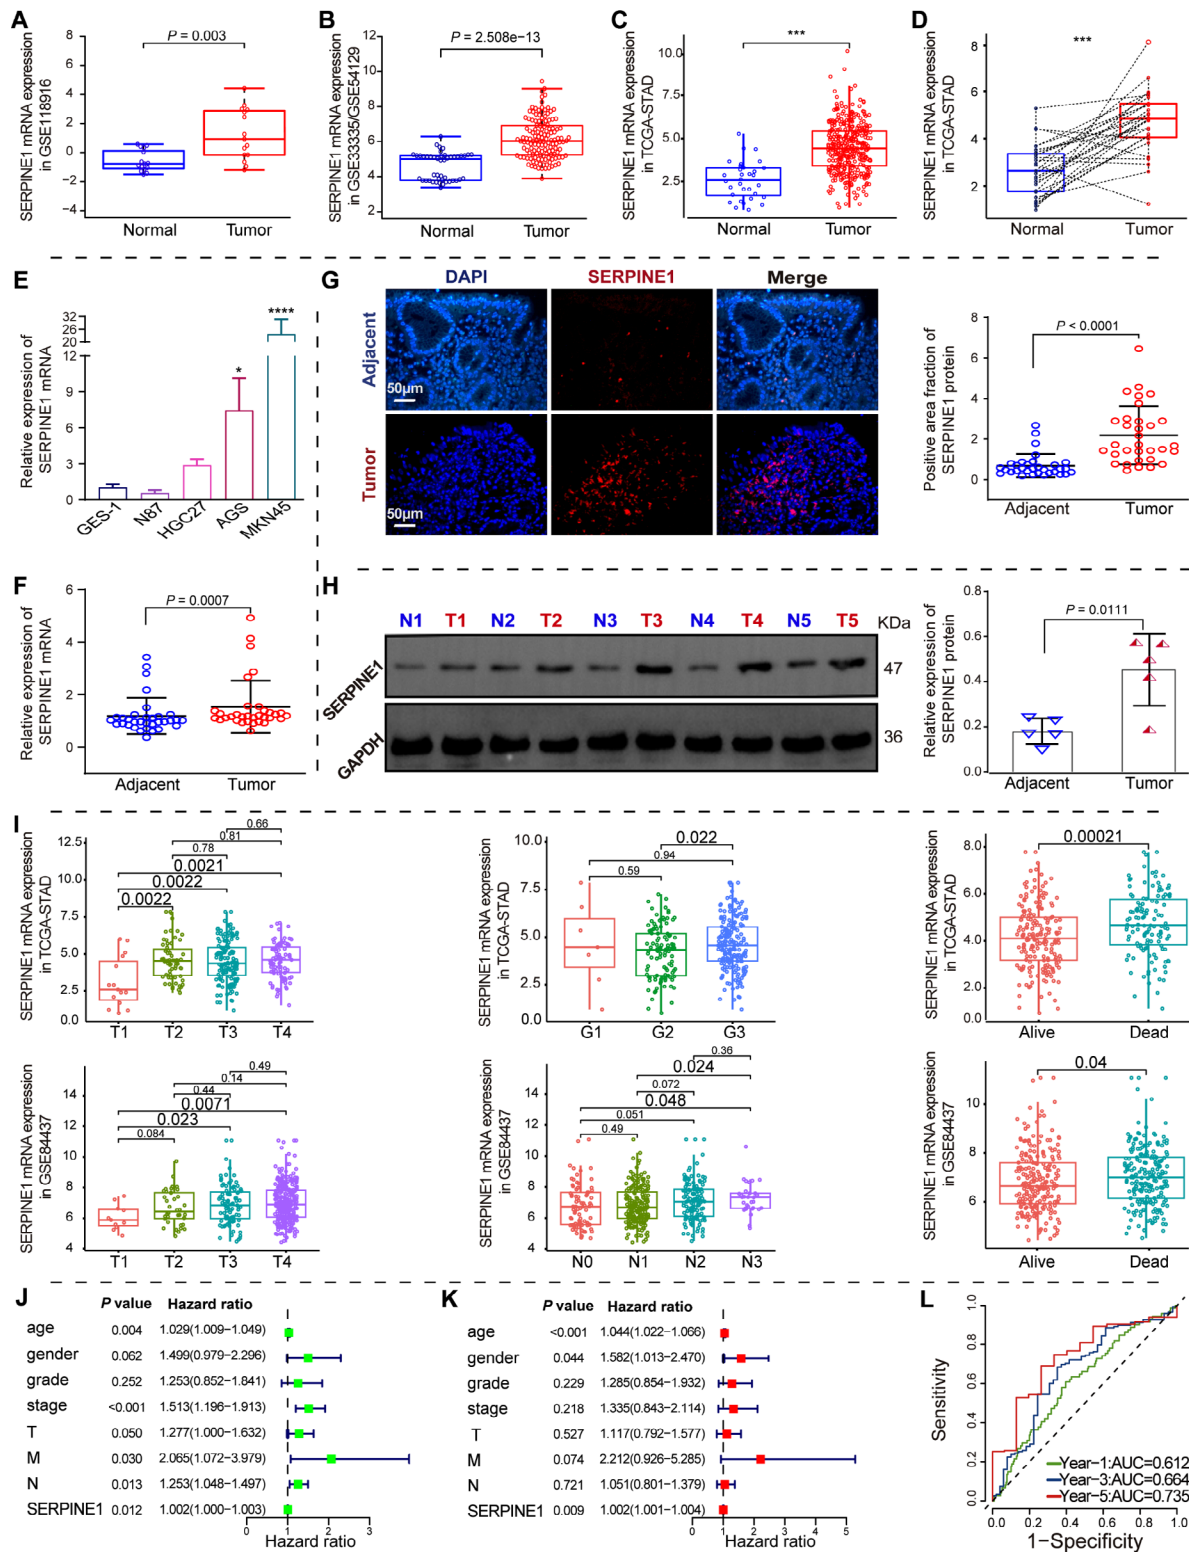 A
SERPINE1 mRNA expression
in GSE118916
8
6
4
2
0
−2
−4
P = 0.003
Normal
Tumor
B
SERPINE1 mRNA expression
in GSE33335/GSE54129
12
10
8
6
4
2
P = 2.508e−13
Normal
Tumor
C
SERPINE1 mRNA expression
in TCGA-STAD
10.0
7.5
5.0
2.5
***
Normal
Tumor
D
SERPINE1 mRNA expression
in TCGA-STAD
8
6
4
2
***
Normal
Tumor
E
Relative expression of
SERPINE1 mRNA
32
26
20
12
9
6
3
0
*
****
GES-1
N87
HGC27
AGS
MKN45
G
DAPI
SERPINE1
Merge
Adjacent
50μm
Tumor
50μm
Positive area fraction of
SERPINE1 protein
8
6
4
2
0
P < 0.0001
Adjacent
Tumor
F
Relative expression of
SERPINE1 mRNA
6
4
2
0
P = 0.0007
Adjacent
Tumor
H
N1 T1 N2 T2 N3 T3 N4 T4 N5 T5 KDa
SERPINE1
47
GAPDH
36
Relative expression of
SERPINE1 protein
0.8
0.6
0.4
0.2
0.0
P = 0.0111
Adjacent
Tumor
I
SERPINE1 mRNA expression
in TCGA-STAD
12.5
10.0
7.5
5.0
2.5
0.0
0.66
0.81
0.78
0.0021
0.0022
0.0022
T1 T2 T3 T4
SERPINE1 mRNA expression
in TCGA-STAD
10.0
7.5
5.0
2.5
0.0
0.022
0.94
0.59
G1 G2 G3
SERPINE1 mRNA expression
in TCGA-STAD
8.0
6.0
4.0
2.0
0.0
0.00021
Alive
Dead
SERPINE1 mRNA expression
in GSE84437
14
12
10
8
6
4
0.49
0.14
0.44
0.0071
0.023
0.084
T1 T2 T3 T4
SERPINE1 mRNA expression
in GSE84437
14
12
10
8
6
4
0.36
0.024
0.072
0.048
0.051
0.49
N0 N1 N2 N3
SERPINE1 mRNA expression
in GSE84437
10
8
6
0.04
Alive
Dead
J
P value Hazard ratio
age 0.004 1.029(1.009−1.049)
gender 0.062 1.499(0.979−2.296)
grade 0.252 1.253(0.852−1.841)
stage <0.001 1.513(1.196−1.913)
T 0.050 1.277(1.000−1.632)
M 0.030 2.065(1.072−3.979)
N 0.013 1.253(1.048−1.497)
SERPINE1 0.012 1.002(1.000−1.003)
0 1 2 3
Hazard ratio
K
P value Hazard ratio
age <0.001 1.044(1.022−1.066)
gender 0.044 1.582(1.013−2.470)
grade 0.229 1.285(0.854−1.932)
stage 0.218 1.335(0.843−2.114)
T 0.527 1.117(0.792−1.577)
M 0.074 2.212(0.926−5.285)
N 0.721 1.051(0.801−1.379)
SERPINE1 0.009 1.002(1.001−1.004)
0 1 2 3 4 5
Hazard ratio
L
Sensitivity
1.0
0.8
0.6
0.4
0.2
0.0
Year−1:AUC=0.612
Year−3:AUC=0.664
Year−5:AUC=0.735
0.0 0.2 0.4 0.6 0.8 1.0
1−Specificity